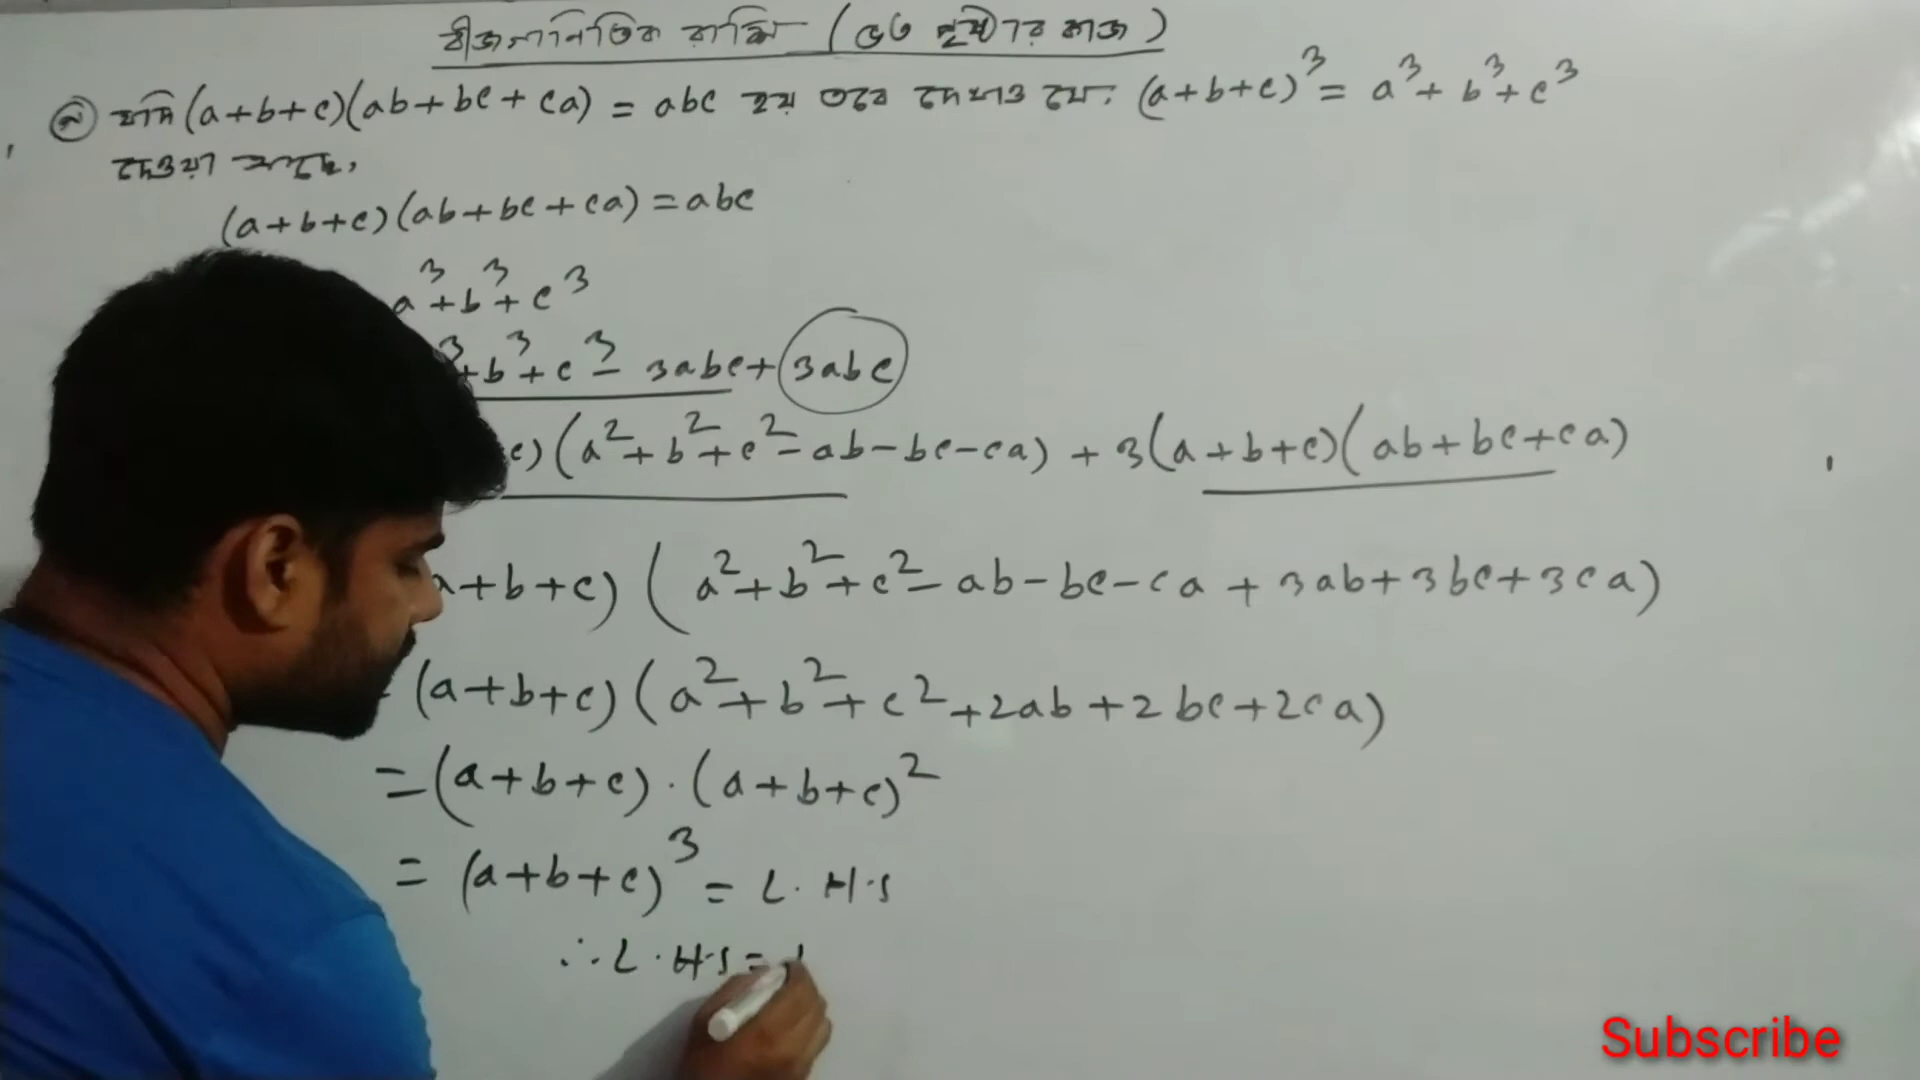 বীজগাণিতিক রাশি (৫৬ পৃষ্ঠার কাজ)
যদি (a+b+c)(ab+bc+ca) = abc হয় তবে দেখাও যে: (a+b+c)³ = a³+b³+c³
দেওয়া আছে,
(a+b+c)(ab+bc+ca) = abc
a³+b³+c³
³+b³+c³ − 3abc + 3abc
c)(a²+b²+c²−ab−bc−ca) + 3(a+b+c)(ab+bc+ca)
a+b+c) (a²+b²+c²−ab−bc−ca+3ab+3bc+3ca)
(a+b+c)(a²+b²+c²+2ab+2bc+2ca)
=(a+b+c)·(a+b+c)²
= (a+b+c)³ = L.H.S
∴ L.H.S =
Subscribe